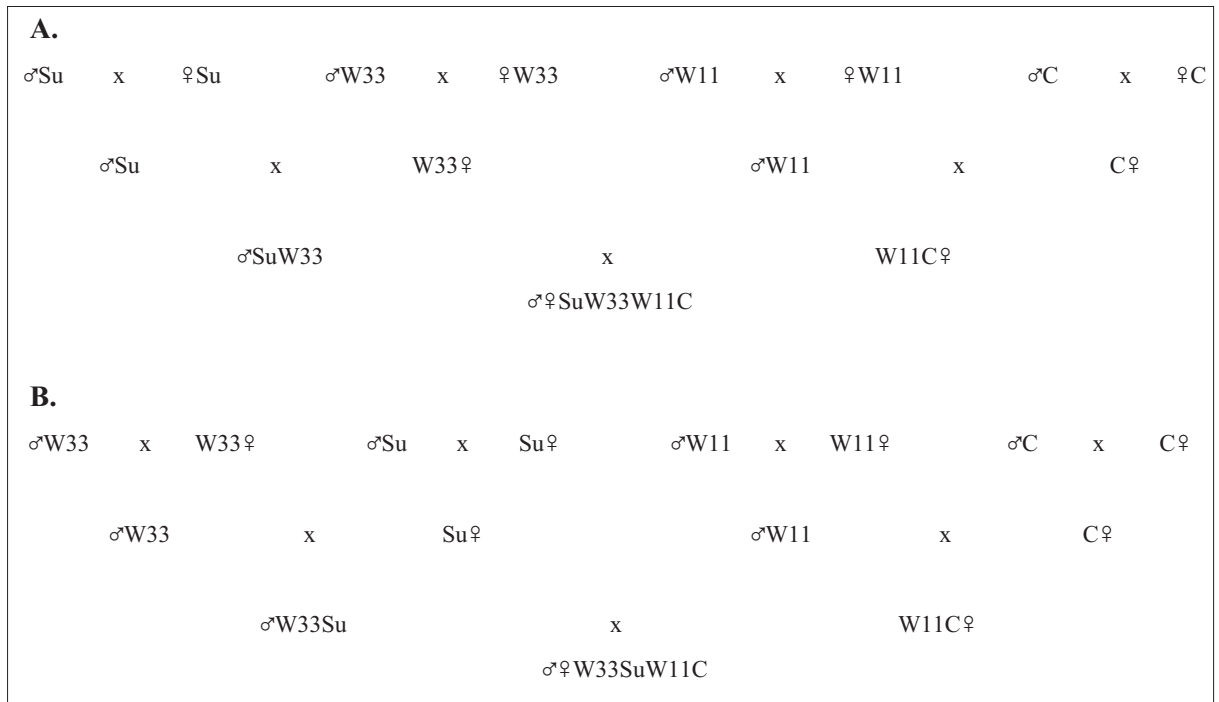 A.
♂Su x ♀Su ♂W33 x ♀W33 ♂W11 x ♀W11 ♂C x ♀C
♂Su x W33♀ ♂W11 x C♀
♂SuW33 x W11C♀
♂♀SuW33W11C
B.
♂W33 x W33♀ ♂Su x Su♀ ♂W11 x W11♀ ♂C x C♀
♂W33 x Su♀ ♂W11 x C♀
♂W33Su x W11C♀
♂♀W33SuW11C